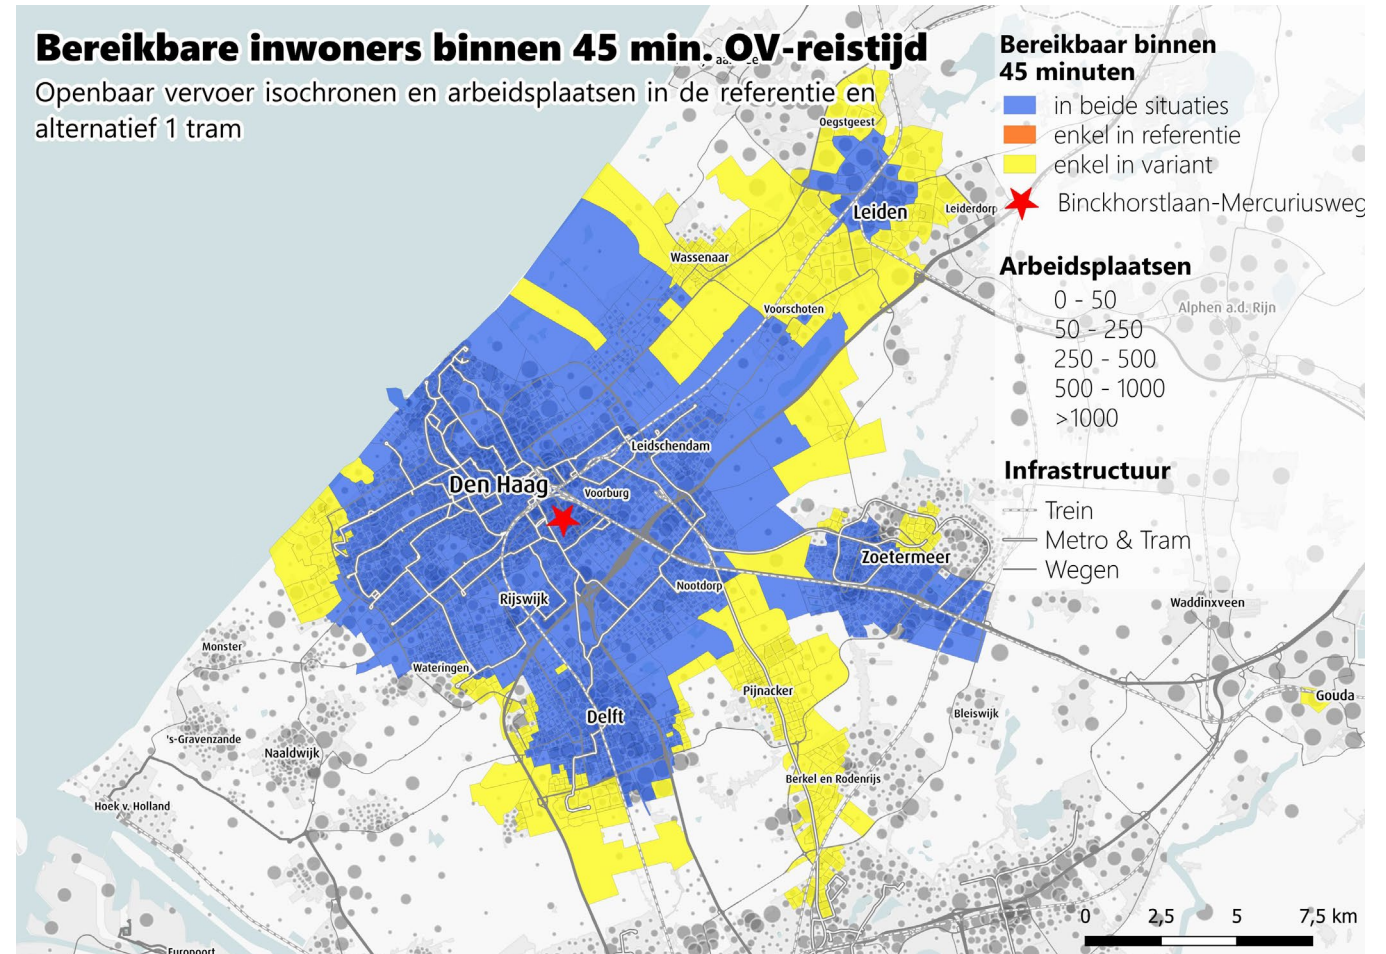 Bereikbare inwoners binnen 45 min. OV-reistijd
Openbaar vervoer isochronen en arbeidsplaatsen in de referentie en
alternatief 1 tram
Bereikbaar binnen
45 minuten
in beide situaties
enkel in referentie
enkel in variant
Binckhorstlaan-Mercuriusweg
Arbeidsplaatsen
0 - 50
50 - 250
250 - 500
500 - 1000
>1000
Infrastructuur
Trein
Metro & Tram
Wegen
Oegstgeest
Leiden
Leiderdorp
Wassenaar
Voorschoten
Alphen a.d. Rijn
Leidschendam
Den Haag
Voorburg
Zoetermeer
Nootdorp
Rijswijk
Waddinxveen
Monster
Wateringen
Pijnacker
Gouda
Delft
Bleiswijk
's-Gravenzande
Naaldwijk
Berkel en Rodenrijs
Hoek v. Holland
Europoort
0 2,5 5 7,5 km